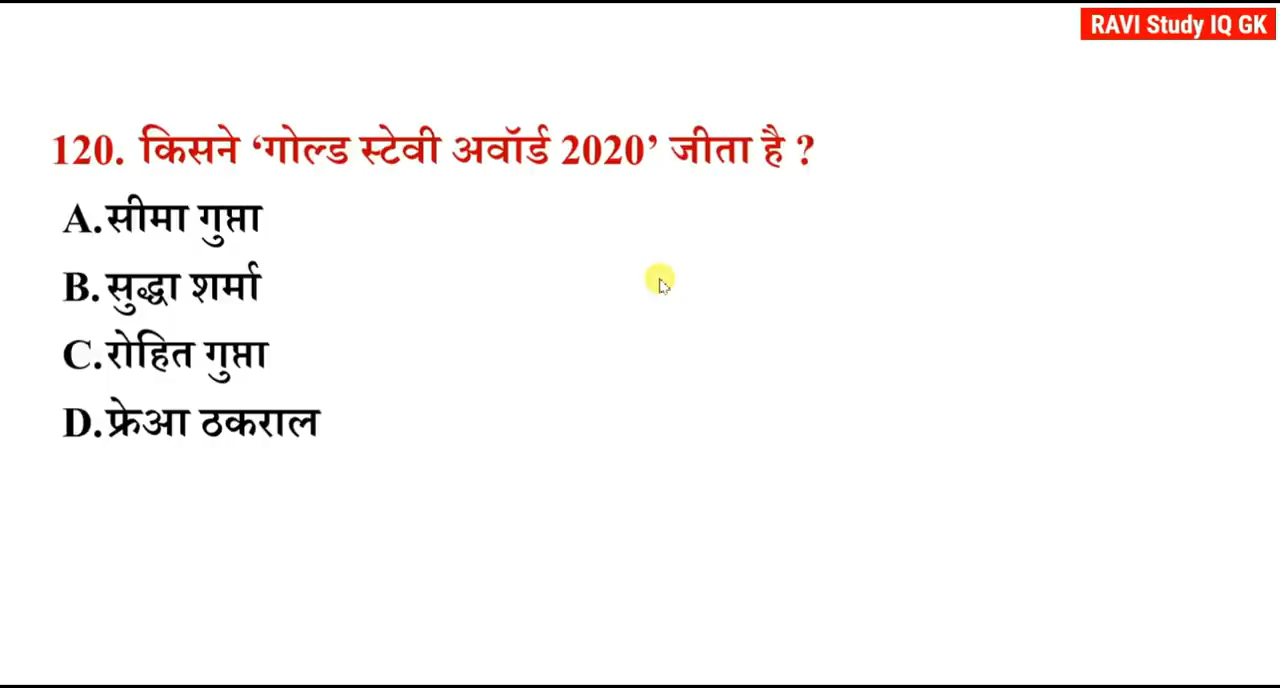 RAVI Study IQ GK
120. किसने ‘गोल्ड स्टेवी अवॉर्ड 2020’ जीता है ?
A.सीमा गुप्ता
B.सुद्धा शर्मा
C.रोहित गुप्ता
D.फ्रेआ ठकराल